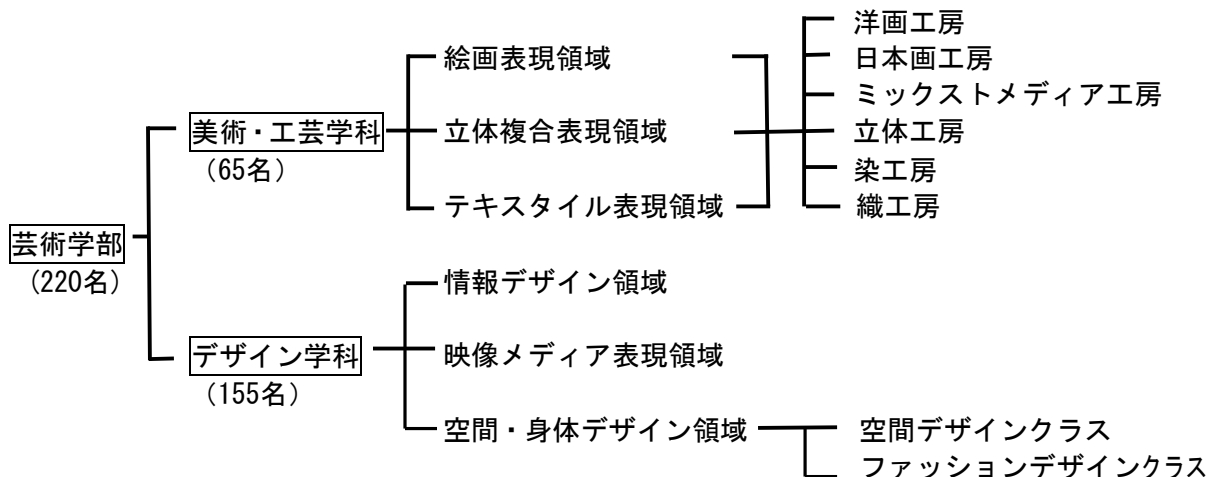 芸術学部
（220名）
美術・工芸学科
（65名）
絵画表現領域
立体複合表現領域
テキスタイル表現領域
洋画工房
日本画工房
ミックストメディア工房
立体工房
染工房
織工房
デザイン学科
（155名）
情報デザイン領域
映像メディア表現領域
空間・身体デザイン領域
空間デザインクラス
ファッションデザインクラス